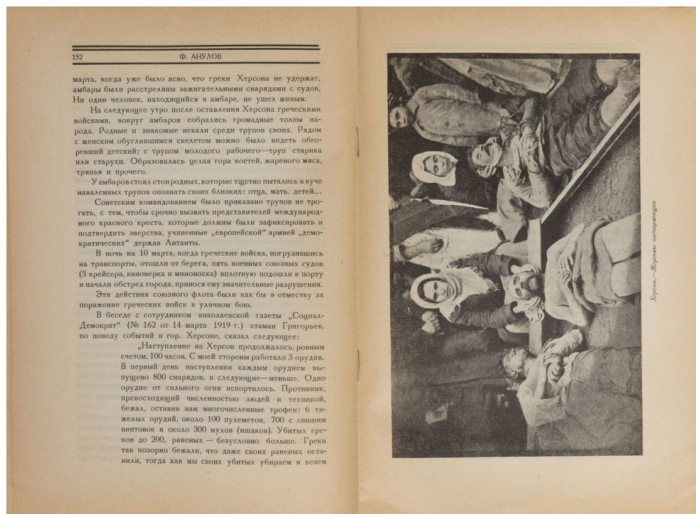 152
Ф. АНУЛОВ
марта, когда уже было ясно, что греки Херсона не удержат,
амбары были расстреляны зажигательными снарядами с судов.
Ни один человек, находящийся в амбаре, не ушел живым.
На следующее утро после оставления Херсона греческими
войсками, вокруг амбаров собрались громадные толпы на-
рода. Родные и знакомые искали среди трупов своих. Рядом
с женским обуглившимся скелетом можно было видеть обго-
ревший детский; с трупом молодого рабочего—труп старика
или старухи. Образовалась целая гора костей, жареного мяса,
тряпья и прочего.
У амбаров стоял стон родных, которые тщетно пытались в куче
наваленных трупов опознать своих близких: отца, мать, детей...
Советским командованием было приказано трупов не тро-
гать, с тем, чтобы срочно вызвать представителей международ-
ного красного креста, которые должны были зафиксировать и
подтвердить зверства, учиненные „европейской“ армией „демо-
кратических“ держав Антанты.
В ночь на 10 марта, когда греческие войска, погрузившись
на транспорты, отошли от берега, пять военных союзных судов
(3 крейсера, канонерка и миноноска) вплотную подошли к порту
и начали обстрел города, принося ему значительные разрушения.
Эти действия союзного флота были как бы в отместку за
поражение греческих войск в уличном бою.
В беседе с сотрудником николаевской газеты „Социал-
Демократ“ (№ 162 от 14 марта 1919 г.) атаман Григорьев,
по поводу событий в гор. Херсоне, сказал следующее:
„Наступление на Херсон продолжалось, ровным
счетом, 100 часов. С моей стороны работало 3 орудия.
В первый день наступления каждым орудием вы-
пущено 800 снарядов, в следующие—меньше. Одно
орудие от сильного огня испортилось. Противник,
превосходящий численностью людей и техникой,
бежал, оставив нам многочисленные трофеи: 6 тя-
желых орудий, около 100 пулеметов, 700 с лишним
винтовок и около 300 мулов (ишаков). Убитых гре-
ков до 200, раненых — безусловно больше. Греки
так позорно бежали, что даже своих раненых оста-
вили, тогда как мы своих убитых убираем и везем
Херсон.—Жертвы интервенции